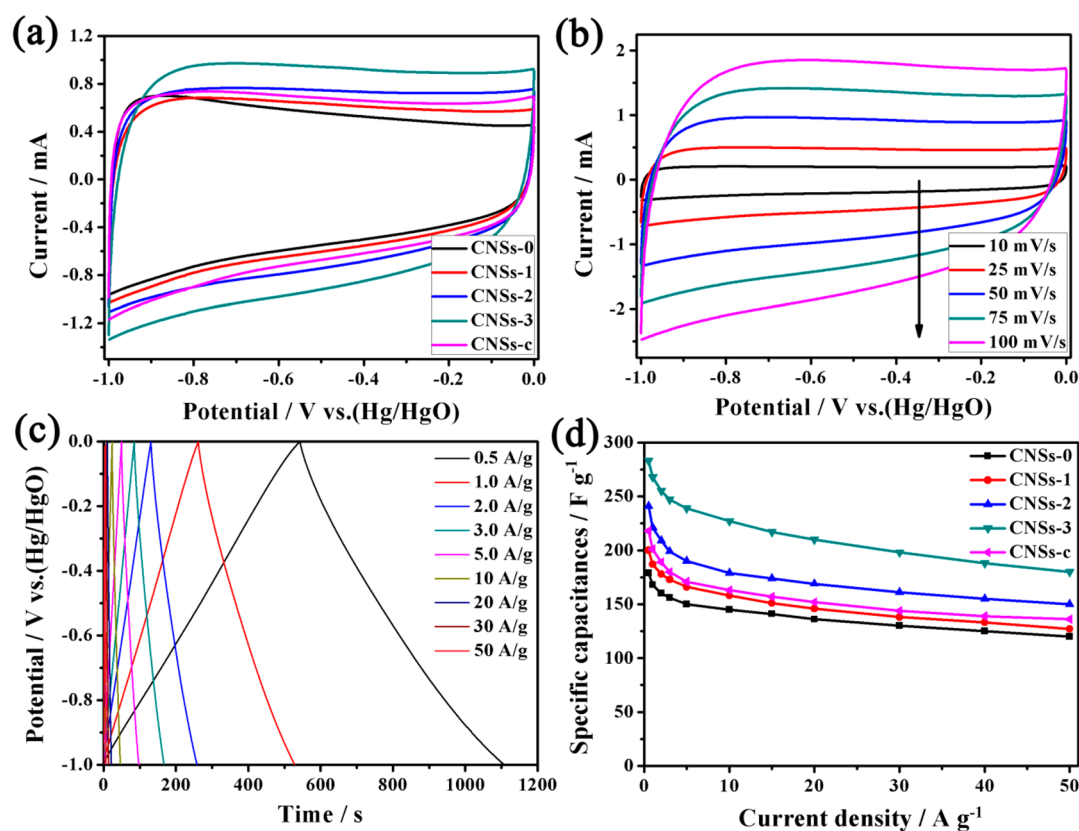 (a)
1.2
0.8
0.4
0.0
-0.4
-0.8
-1.2
Current / mA
-1.0
-0.8
-0.6
-0.4
-0.2
0.0
Potential / V vs.(Hg/HgO)
CNSs-0
CNSs-1
CNSs-2
CNSs-3
CNSs-c
(b)
2
1
0
-1
-2
Current / mA
-1.0
-0.8
-0.6
-0.4
-0.2
0.0
Potential / V vs.(Hg/HgO)
10 mV/s
25 mV/s
50 mV/s
75 mV/s
100 mV/s
(c)
0.0
-0.2
-0.4
-0.6
-0.8
-1.0
Potential / V vs.(Hg/HgO)
0
200
400
600
800
1000
1200
Time / s
0.5 A/g
1.0 A/g
2.0 A/g
3.0 A/g
5.0 A/g
10 A/g
20 A/g
30 A/g
50 A/g
(d)
300
250
200
150
100
50
0
Specific capacitances / F g-1
0
10
20
30
40
50
Current density / A g-1
CNSs-0
CNSs-1
CNSs-2
CNSs-3
CNSs-c